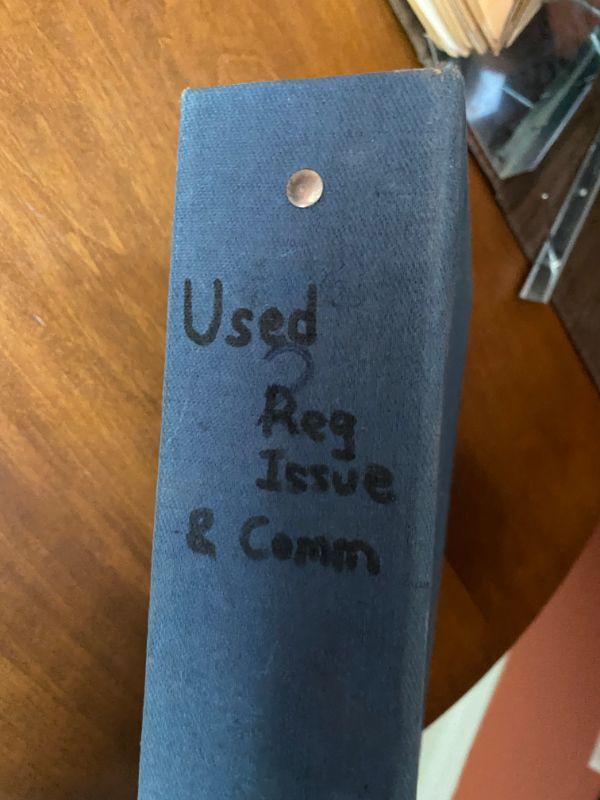 Used
Reg
Issue
& Comm